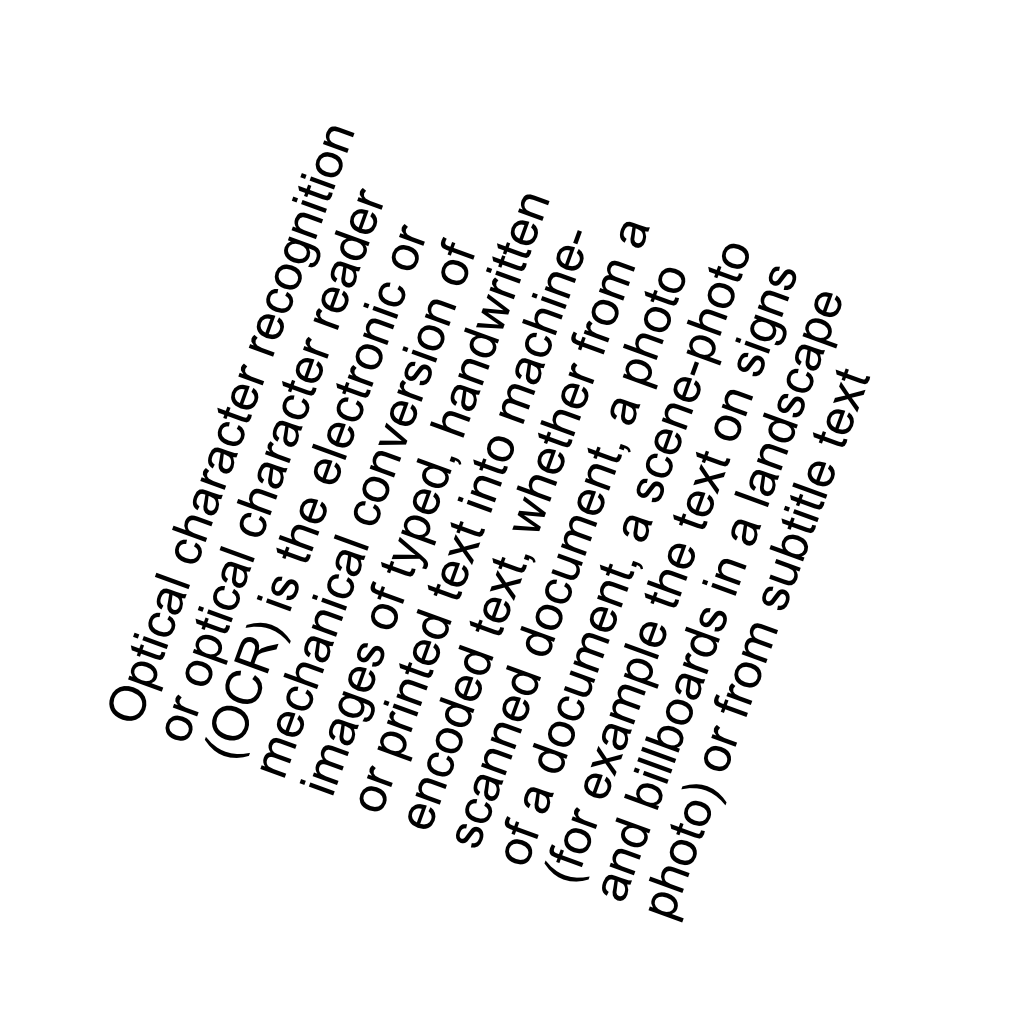 Optical character recognition
or optical character reader
(OCR) is the electronic or
mechanical conversion of
images of typed, handwritten
or printed text into machine-
encoded text, whether from a
scanned document, a photo
of a document, a scene-photo
(for example the text on signs
and billboards in a landscape
photo) or from subtitle text